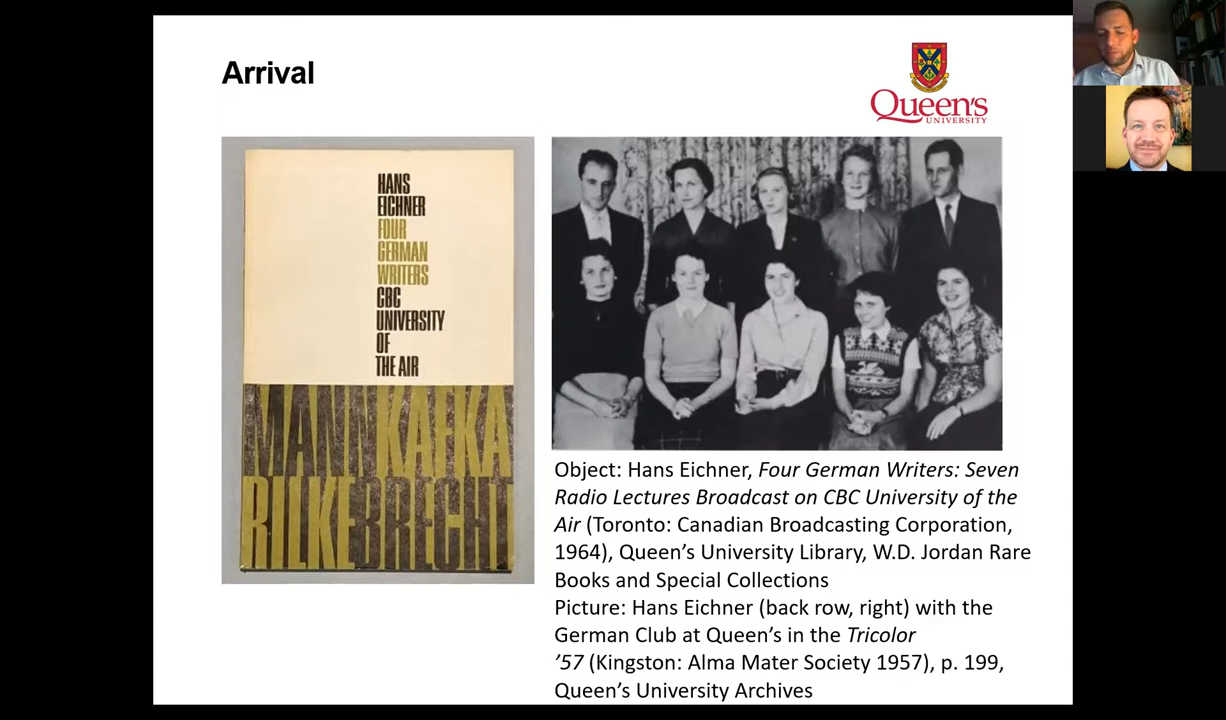 Arrival
Queen's
UNIVERSITY
HANS
EICHNER
FOUR
GERMAN
WRITERS
CBC
UNIVERSITY
OF
THE AIR
MANN KAFKA
RILKE BRECHT
Object: Hans Eichner, Four German Writers: Seven
Radio Lectures Broadcast on CBC University of the
Air (Toronto: Canadian Broadcasting Corporation,
1964), Queen’s University Library, W.D. Jordan Rare
Books and Special Collections
Picture: Hans Eichner (back row, right) with the
German Club at Queen’s in the Tricolor
’57 (Kingston: Alma Mater Society 1957), p. 199,
Queen’s University Archives